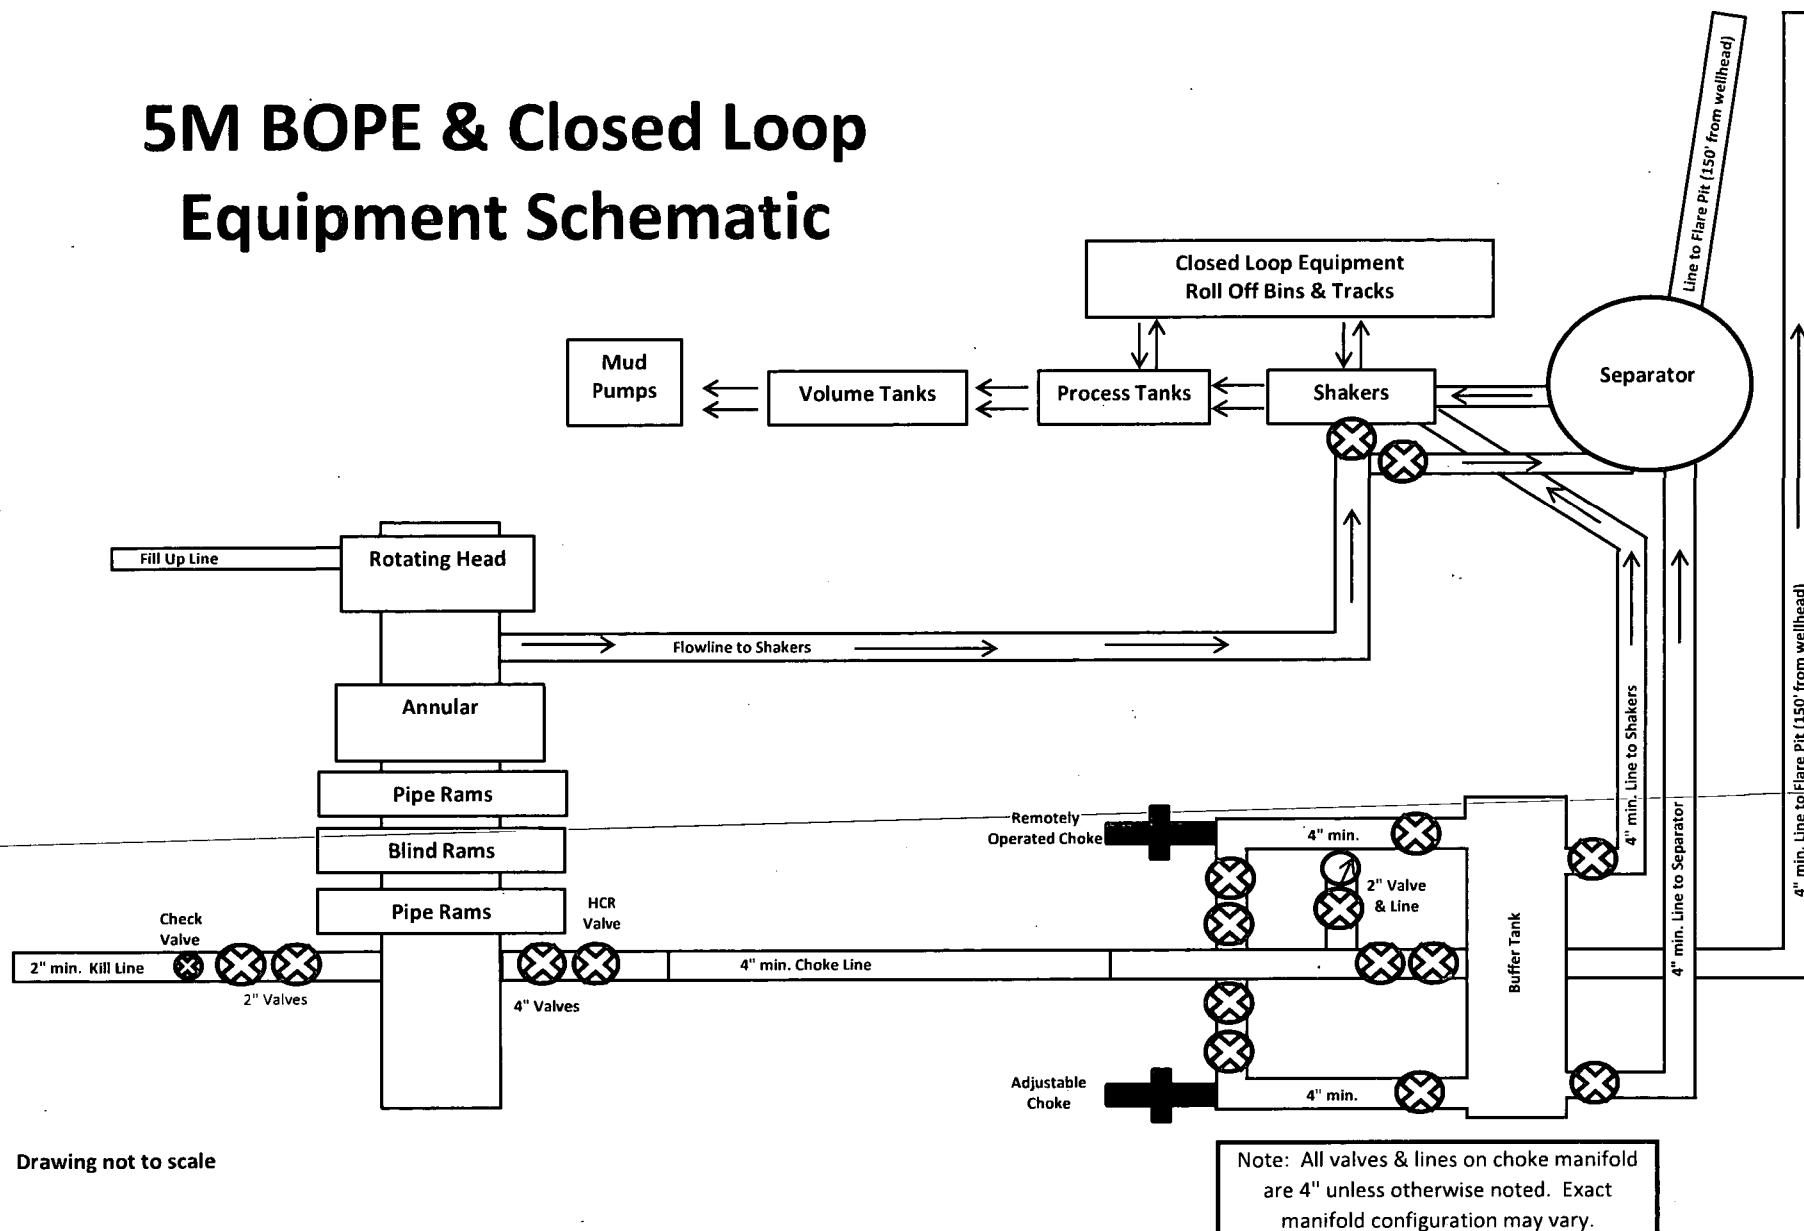 5M BOPE & Closed Loop
Equipment Schematic
Line to Flare Pit (150' from wellhead)
Closed Loop Equipment
Roll Off Bins & Tracks
Mud
Pumps
Volume Tanks
Process Tanks
Shakers
Separator
Fill Up Line
Rotating Head
Flowline to Shakers
Annular
Pipe Rams
Blind Rams
Pipe Rams
Check
Valve
HCR
Valve
2" min. Kill Line
2" Valves
4" Valves
4" min. Choke Line
Remotely
Operated Choke
4" min.
2" Valve
& Line
Buffer Tank
4" min. Line to Shakers
4" min. Line to Separator
4" min. Line to Flare Pit (150' from wellhead)
Adjustable
Choke
4" min.
Drawing not to scale
Note: All valves & lines on choke manifold
are 4" unless otherwise noted. Exact
manifold configuration may vary.